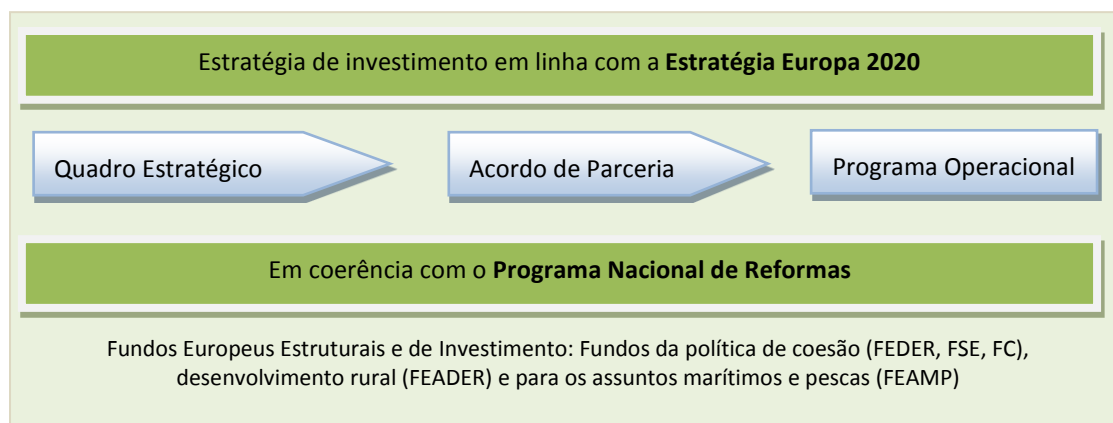 Estratégia de investimento em linha com a Estratégia Europa 2020
Quadro Estratégico
Acordo de Parceria
Programa Operacional
Em coerência com o Programa Nacional de Reformas
Fundos Europeus Estruturais e de Investimento: Fundos da política de coesão (FEDER, FSE, FC),
desenvolvimento rural (FEADER) e para os assuntos marítimos e pescas (FEAMP)